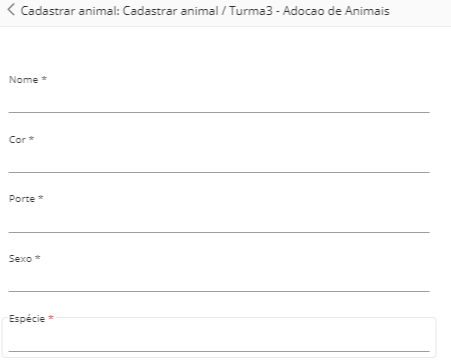 Cadastrar animal: Cadastrar animal / Turma3 - Adocao de Animais
Nome *
Cor *
Porte *
Sexo *
Espécie *